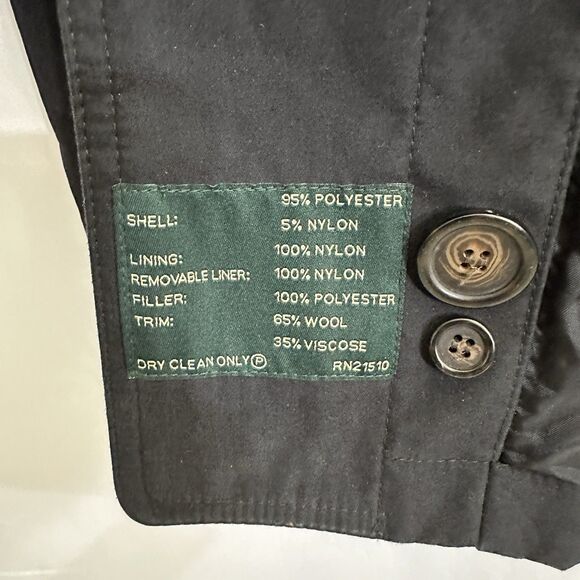 SHELL: 95% POLYESTER
5% NYLON
LINING: 100% NYLON
REMOVABLE LINER: 100% NYLON
FILLER: 100% POLYESTER
TRIM: 65% WOOL
35% VISCOSE
DRY CLEAN ONLY Ⓟ RN21510